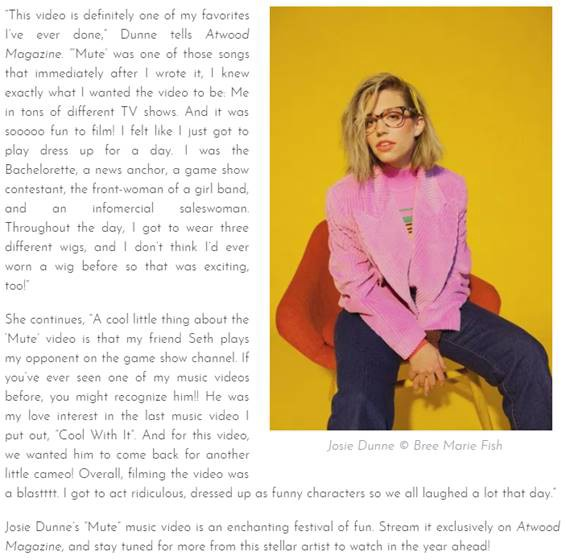 "This video is definitely one of my favorites
I've ever done," Dunne tells Atwood
Magazine. "'Mute' was one of those songs
that immediately after I wrote it, I knew
exactly what I wanted the video to be: Me
in tons of different TV shows. And it was
sooooo fun to film! I felt like I just got to
play dress up for a day. I was the
Bachelorette, a news anchor, a game show
contestant, the front-woman of a girl band,
and an infomercial saleswoman.
Throughout the day, I got to wear three
different wigs, and I don't think I'd ever
worn a wig before so that was exciting,
too!"
She continues, "A cool little thing about the
'Mute' video is that my friend Seth plays
my opponent on the game show channel. If
you've ever seen one of my music videos
before, you might recognize him!! He was
my love interest in the last music video I
put out, "Cool With It". And for this video,
we wanted him to come back for another
little cameo! Overall, filming the video was
a blastttt. I got to act ridiculous, dressed up as funny characters so we all laughed a lot that day."
Josie Dunne © Bree Marie Fish
Josie Dunne's "Mute" music video is an enchanting festival of fun. Stream it exclusively on Atwood
Magazine, and stay tuned for more from this stellar artist to watch in the year ahead!